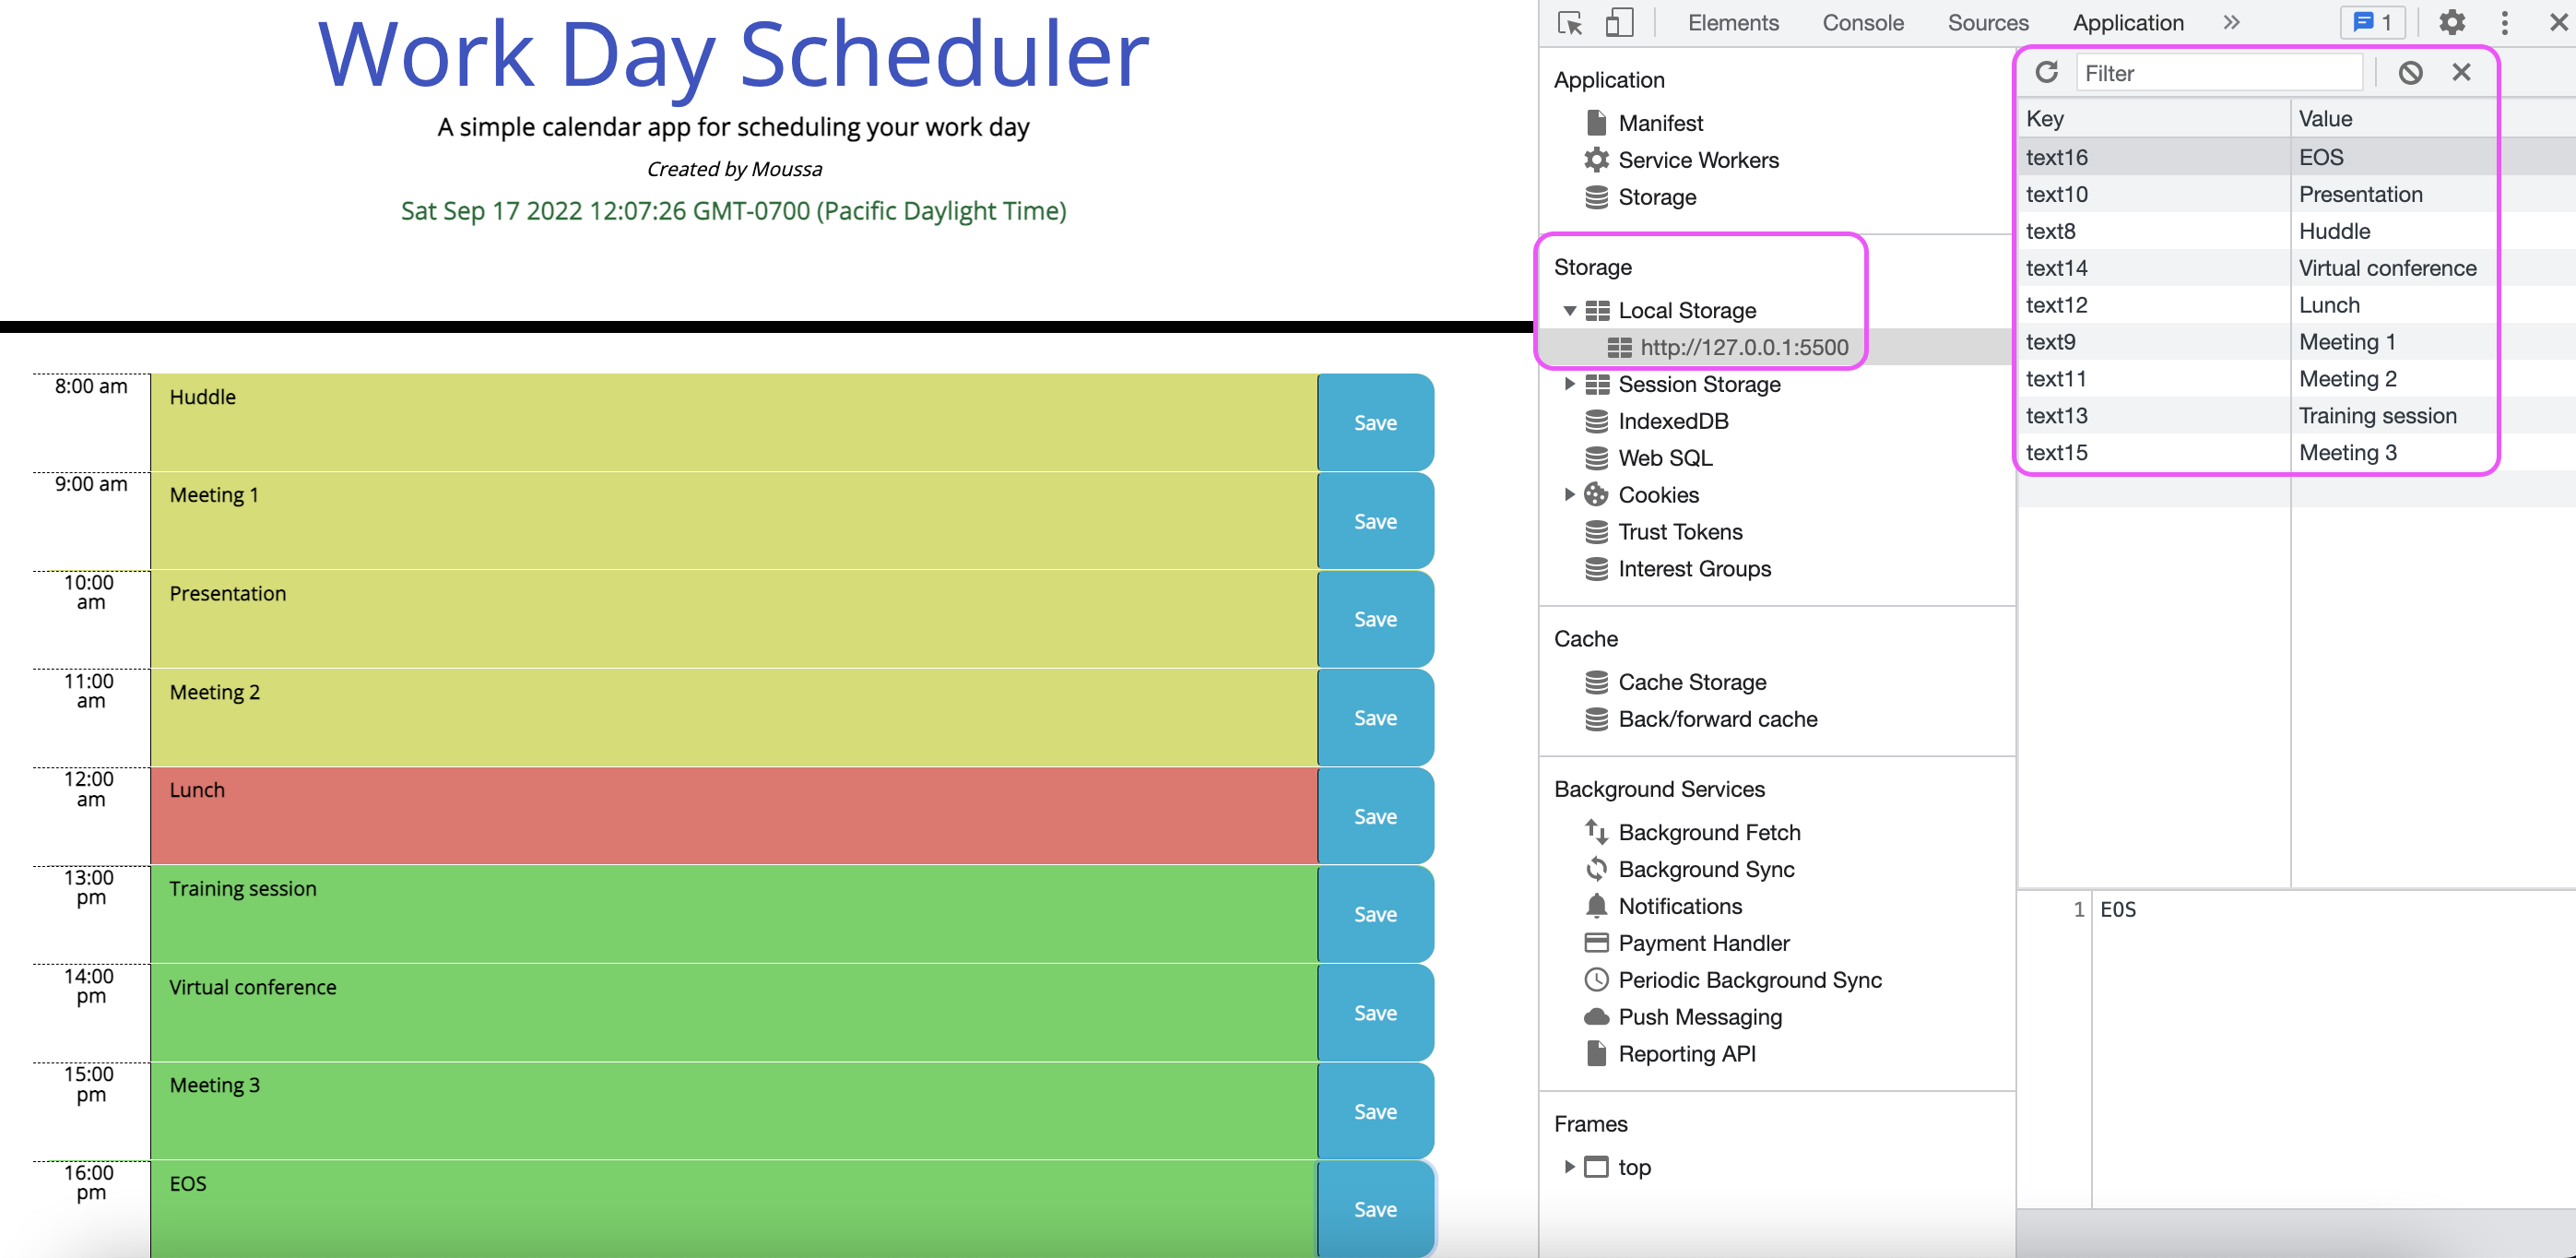 Work Day Scheduler
A simple calendar app for scheduling your work day
Created by Moussa
Sat Sep 17 2022 12:07:26 GMT-0700 (Pacific Daylight Time)
8:00 am
Huddle
Save
9:00 am
Meeting 1
Save
10:00
am
Presentation
Save
11:00
am
Meeting 2
Save
12:00
am
Lunch
Save
13:00
pm
Training session
Save
14:00
pm
Virtual conference
Save
15:00
pm
Meeting 3
Save
16:00
pm
EOS
Save
Elements Console Sources Application 1
Application
Manifest
Service Workers
Storage
Storage
Local Storage
http://127.0.0.1:5500
Session Storage
IndexedDB
Web SQL
Cookies
Trust Tokens
Interest Groups
Cache
Cache Storage
Back/forward cache
Background Services
Background Fetch
Background Sync
Notifications
Payment Handler
Periodic Background Sync
Push Messaging
Reporting API
Frames
top
Filter
Key Value
text16 EOS
text10 Presentation
text8 Huddle
text14 Virtual conference
text12 Lunch
text9 Meeting 1
text11 Meeting 2
text13 Training session
text15 Meeting 3
1 EOS